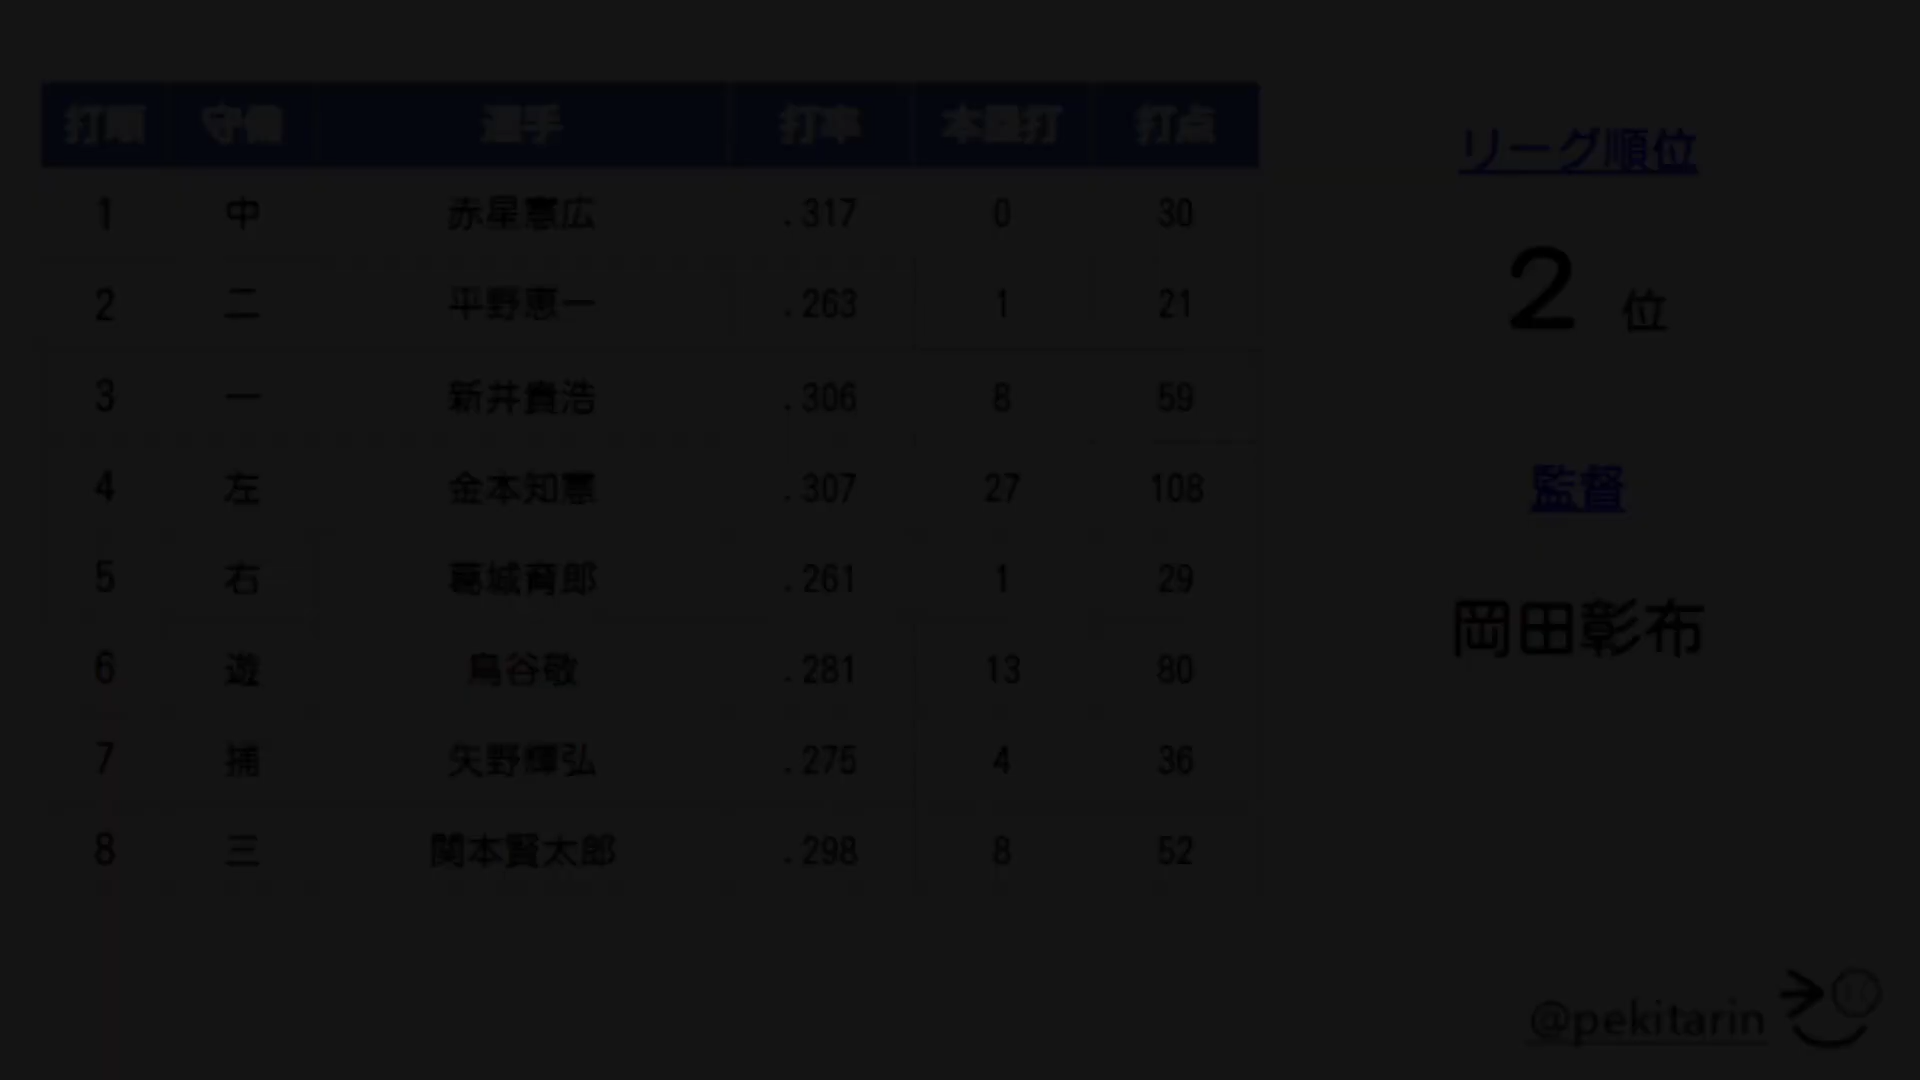 打順 守備 選手 打率 本塁打 打点
1 中 赤星憲広 .317 0 30
2 二 平野恵一 .263 1 21
3 一 新井貴浩 .306 8 59
4 左 金本知憲 .307 27 108
5 右 葛城育郎 .261 1 29
6 遊 鳥谷敬 .281 13 80
7 捕 矢野輝弘 .275 4 36
8 三 関本賢太郎 .298 8 52
リーグ順位
2 位
監督
岡田彰布
@pekitarin